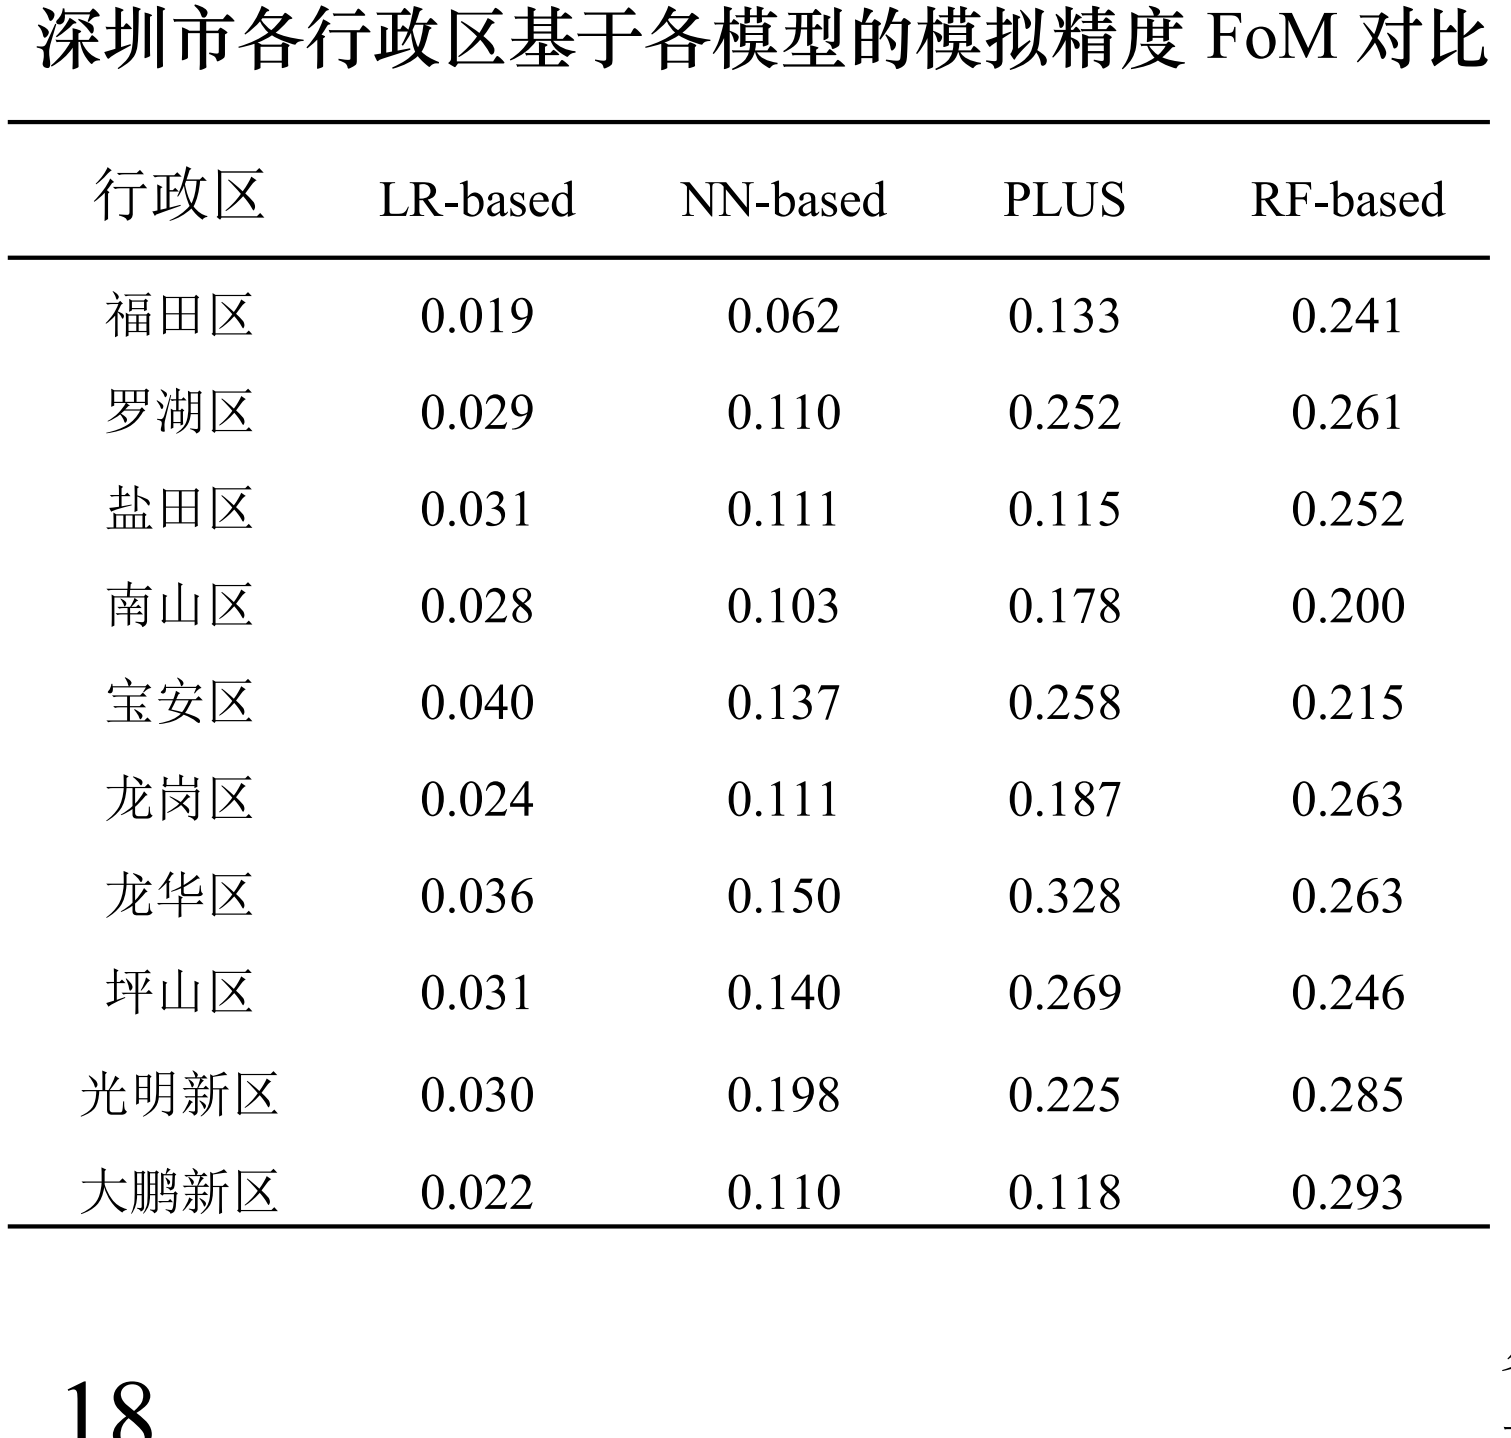 深圳市各行政区基于各模型的模拟精度 FoM 对比
行政区 LR-based NN-based PLUS RF-based
福田区 0.019 0.062 0.133 0.241
罗湖区 0.029 0.110 0.252 0.261
盐田区 0.031 0.111 0.115 0.252
南山区 0.028 0.103 0.178 0.200
宝安区 0.040 0.137 0.258 0.215
龙岗区 0.024 0.111 0.187 0.263
龙华区 0.036 0.150 0.328 0.263
坪山区 0.031 0.140 0.269 0.246
光明新区 0.030 0.198 0.225 0.285
大鹏新区 0.022 0.110 0.118 0.293
18